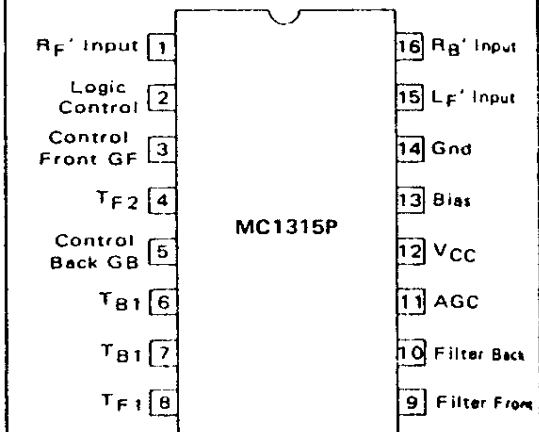 RF' Input 1
Logic Control 2
Control Front GF 3
TF2 4
Control Back GB 5
TB1 6
TB1 7
TF1 8
MC1315P
16 RB' Input
15 LF' Input
14 Gnd
13 Bias
12 VCC
11 AGC
10 Filter Back
9 Filter Front